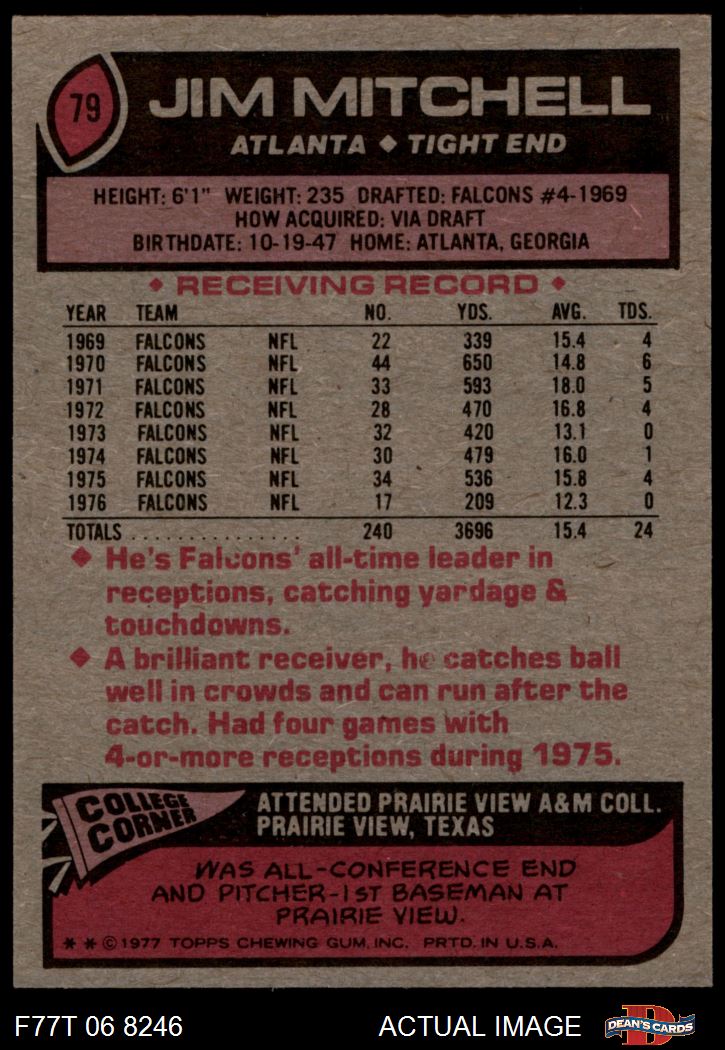 79
JIM MITCHELL
ATLANTA ◆ TIGHT END
HEIGHT: 6'1" WEIGHT: 235 DRAFTED: FALCONS #4-1969
HOW ACQUIRED: VIA DRAFT
BIRTHDATE: 10-19-47 HOME: ATLANTA, GEORGIA
◆ RECEIVING RECORD ◆
YEAR TEAM NO. YDS. AVG. TDS.
1969 FALCONS NFL 22 339 15.4 4
1970 FALCONS NFL 44 650 14.8 6
1971 FALCONS NFL 33 593 18.0 5
1972 FALCONS NFL 28 470 16.8 4
1973 FALCONS NFL 32 420 13.1 0
1974 FALCONS NFL 30 479 16.0 1
1975 FALCONS NFL 34 536 15.8 4
1976 FALCONS NFL 17 209 12.3 0
TOTALS . . . . . . . . . . . . . . . . 240 3696 15.4 24
◆ He's Falcons' all-time leader in
receptions, catching yardage &
touchdowns.
◆ A brilliant receiver, he catches ball
well in crowds and can run after the
catch. Had four games with
4-or-more receptions during 1975.
COLLEGE
CORNER
ATTENDED PRAIRIE VIEW A&M COLL.
PRAIRIE VIEW, TEXAS
WAS ALL-CONFERENCE END
AND PITCHER-1ST BASEMAN AT
PRAIRIE VIEW.
* * © 1977 TOPPS CHEWING GUM, INC. PRTD. IN U.S.A.
F77T 06 8246 ACTUAL IMAGE
DEAN'S CARDS